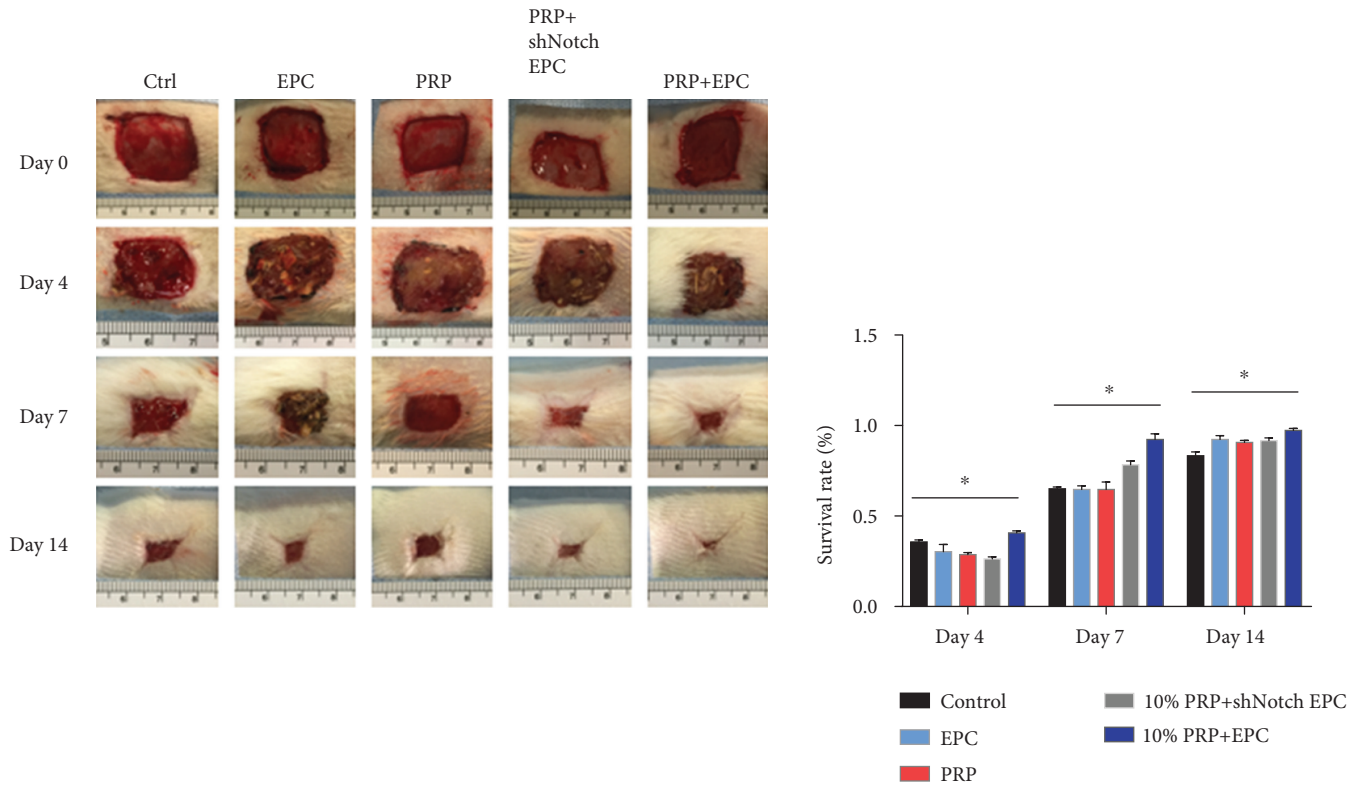 PRP+
shNotch
EPC
Ctrl EPC PRP PRP+EPC
Day 0
Day 4
Day 7
Day 14
1.5
1.0
0.5
0.0
Survival rate (%)
* * *
Day 4 Day 7 Day 14
Control
EPC
PRP
10% PRP+shNotch EPC
10% PRP+EPC